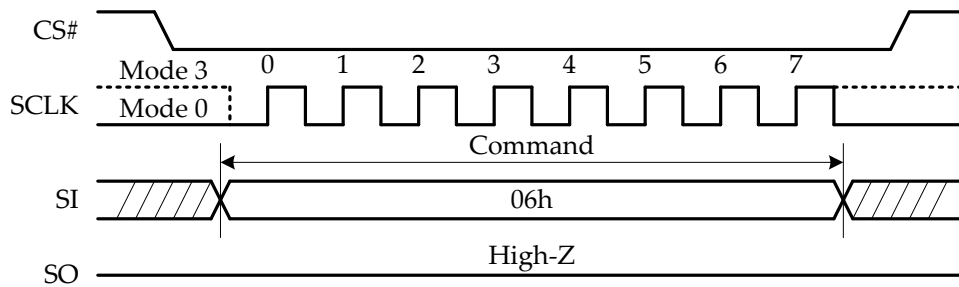 CS#
0 1 2 3 4 5 6 7
Mode 3
SCLK
Mode 0
Command
SI
06h
High-Z
SO